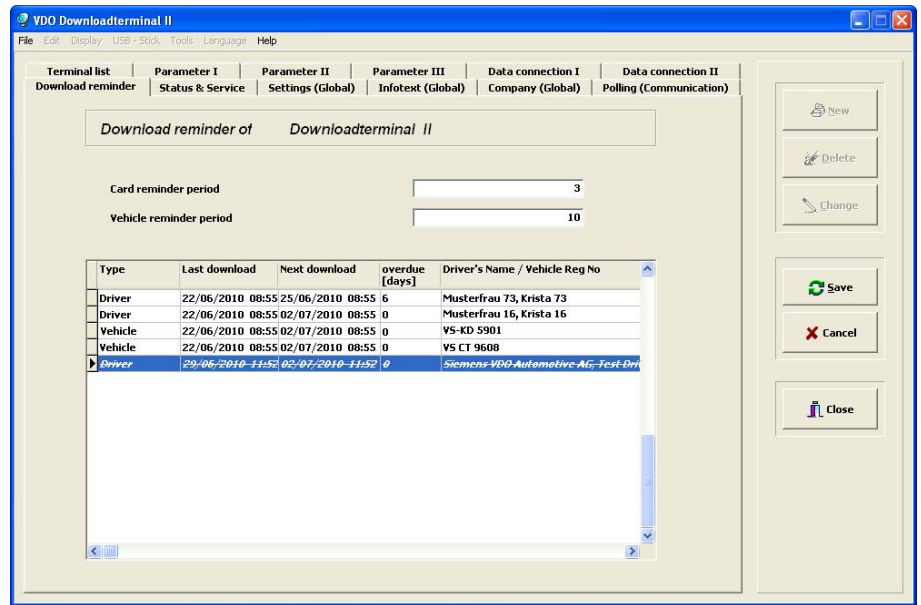 VDO Downloadterminal II
File Edit Display USB - Stick Tools Language Help
Terminal list Parameter I Parameter II Parameter III Data connection I Data connection II
Download reminder Status & Service Settings (Global) Infotext (Global) Company (Global) Polling (Communication)
Download reminder of Downloadterminal II
Card reminder period 3
Vehicle reminder period 10
Type Last download Next download overdue [days] Driver's Name / Vehicle Reg No
Driver 22/06/2010 08:55 25/06/2010 08:55 6 Musterfrau 73, Krista 73
Driver 22/06/2010 08:55 02/07/2010 08:55 0 Musterfrau 16, Krista 16
Vehicle 22/06/2010 08:55 02/07/2010 08:55 0 VS-KD 5901
Vehicle 22/06/2010 08:55 02/07/2010 08:55 0 VS CT 9608
Driver 29/06/2010 11:52 02/07/2010 11:52 0 Siemens VDO Automotive AG, Test Dri
New
Delete
Change
Save
Cancel
Close